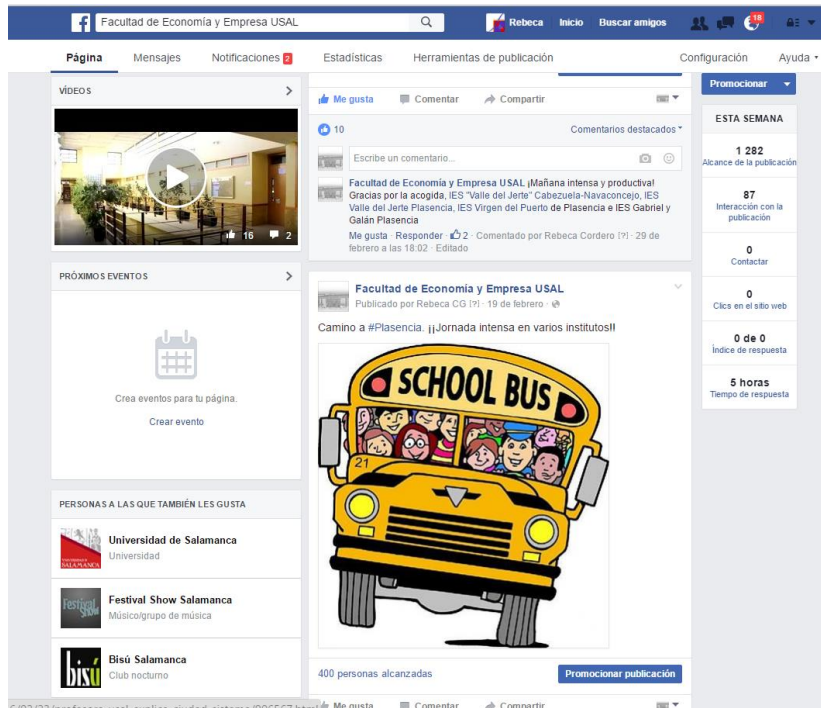 Facultad de Economía y Empresa USAL
Rebeca Inicio Buscar amigos 18
Página Mensajes Notificaciones 2 Estadísticas Herramientas de publicación Configuración Ayuda
VÍDEOS
16 2
PRÓXIMOS EVENTOS
Crea eventos para tu página.
Crear evento
PERSONAS A LAS QUE TAMBIÉN LES GUSTA
UNIVERSIDAD DE SALAMANCA
Universidad de Salamanca
Universidad
Festival Show
Festival Show Salamanca
Músico/grupo de música
bisú
Bisú Salamanca
Club nocturno
Me gusta Comentar Compartir
10 Comentarios destacados
Escribe un comentario...
Facultad de Economía y Empresa USAL ¡Mañana intensa y productiva!
Gracias por la acogida, IES "Valle del Jerte" Cabezuela-Navaconcejo, IES
Valle del Jerte Plasencia, IES Virgen del Puerto de Plasencia e IES Gabriel y
Galán Plasencia
Me gusta · Responder · 2 · Comentado por Rebeca Cordero [?] · 29 de
febrero a las 18:02 · Editado
Facultad de Economía y Empresa USAL
Publicado por Rebeca CG [?] · 19 de febrero ·
Camino a #Plasencia. ¡¡Jornada intensa en varios institutos!!
SCHOOL BUS
21
400 personas alcanzadas Promocionar publicación
Me gusta Comentar Compartir
Promocionar
ESTA SEMANA
1 282
Alcance de la publicación
87
Interacción con la
publicación
0
Contactar
0
Clics en el sitio web
0 de 0
Índice de respuesta
5 horas
Tiempo de respuesta